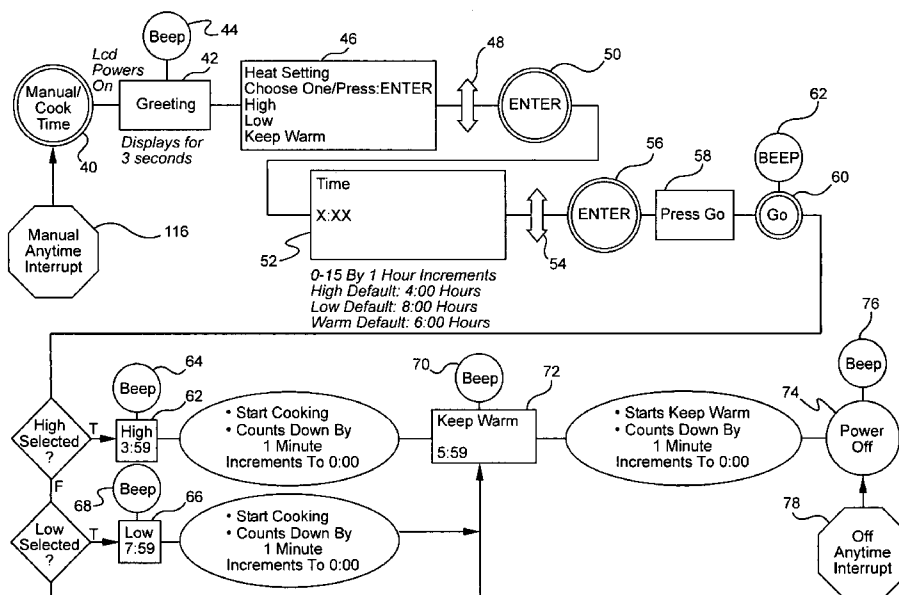 Beep
44
Lcd
Powers
On
42
46
48
50
Manual/
Cook
Time
Greeting
Heat Setting
Choose One/Press:ENTER
High
Low
Keep Warm
ENTER
40
Displays for
3 seconds
62
BEEP
Time
X:XX
56
58
60
ENTER
Press Go
Go
Manual
Anytime
Interrupt
116
52
54
0-15 By 1 Hour Increments
High Default: 4:00 Hours
Low Default: 8:00 Hours
Warm Default: 6:00 Hours
76
Beep
64
Beep
62
70
Beep
72
74
High
Selected
?
T
High
3:59
• Start Cooking
• Counts Down By
1 Minute
Increments To 0:00
Keep Warm
5:59
• Starts Keep Warm
• Counts Down By
1 Minute
Increments To 0:00
Power
Off
F
68
Beep
66
78
Low
Selected
?
T
Low
7:59
• Start Cooking
• Counts Down By
1 Minute
Increments To 0:00
Off
Anytime
Interrupt